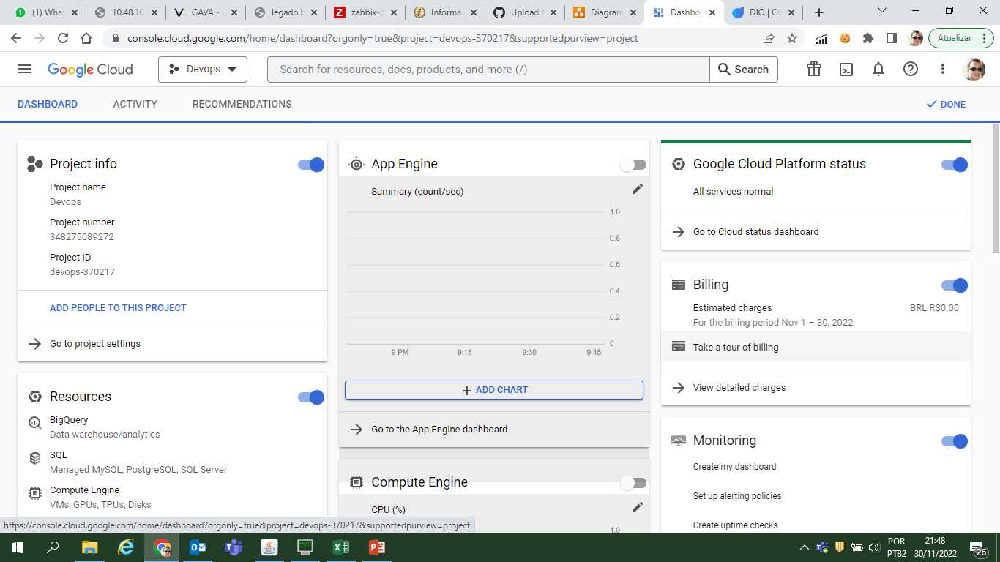 (1) What
10.48.10
GAVA - C
legado.b
zabbix-d
Informa
Upload f
Diagram
Dashbo
DIO | Co
console.cloud.google.com/home/dashboard?orgonly=true&project=devops-370217&supportedpurview=project
Atualizar
Google Cloud
Devops
Search for resources, docs, products, and more (/)
Search
DASHBOARD
ACTIVITY
RECOMMENDATIONS
DONE
Project info
Project name
Devops
Project number
348275089272
Project ID
devops-370217
ADD PEOPLE TO THIS PROJECT
Go to project settings
Resources
BigQuery
Data warehouse/analytics
SQL
Managed MySQL, PostgreSQL, SQL Server
Compute Engine
VMs, GPUs, TPUs, Disks
App Engine
Summary (count/sec)
1.0
0.8
0.6
0.4
0.2
0
9 PM 9:15 9:30 9:45
ADD CHART
Go to the App Engine dashboard
Compute Engine
CPU (%)
1.0
Google Cloud Platform status
All services normal
Go to Cloud status dashboard
Billing
Estimated charges BRL R$0.00
For the billing period Nov 1 – 30, 2022
Take a tour of billing
View detailed charges
Monitoring
Create my dashboard
Set up alerting policies
Create uptime checks
https://console.cloud.google.com/home/dashboard?orgonly=true&project=devops-370217&supportedpurview=project
POR
PTB2
21:48
30/11/2022
26